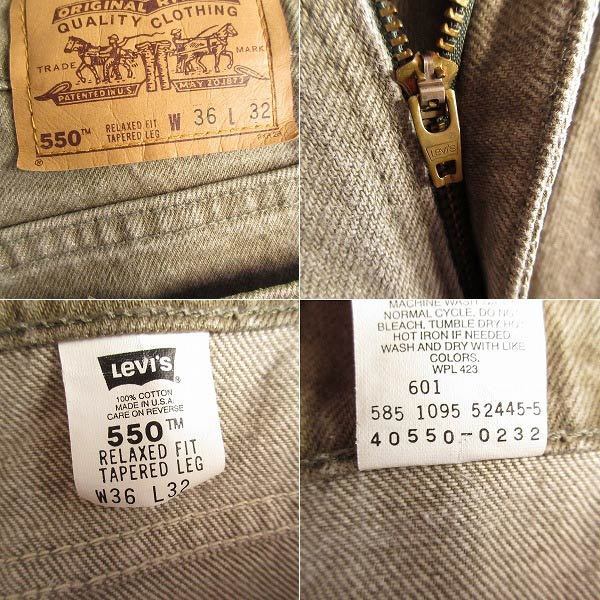 ORIGINAL
QUALITY CLOTHING
TRADE MARK
PATENTED IN U.S. MAY 20 1873
550™ RELAXED FIT TAPERED LEG W 36 L 32
Levi's
Levi's
100% COTTON
MADE IN U.S.A.
CARE ON REVERSE
550™
RELAXED FIT
TAPERED LEG
W36 L32
MACHINE WASH
NORMAL CYCLE, DO NOT
BLEACH, TUMBLE DRY HOT
HOT IRON IF NEEDED
WASH AND DRY WITH LIKE
COLORS.
WPL 423
601
585 1095 52445-5
40550-0232